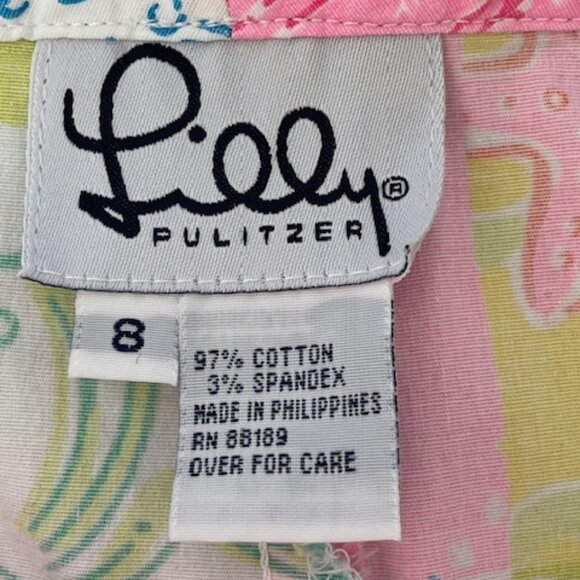 Lilly®
PULITZER
8
97% COTTON
3% SPANDEX
MADE IN PHILIPPINES
RN 88189
OVER FOR CARE